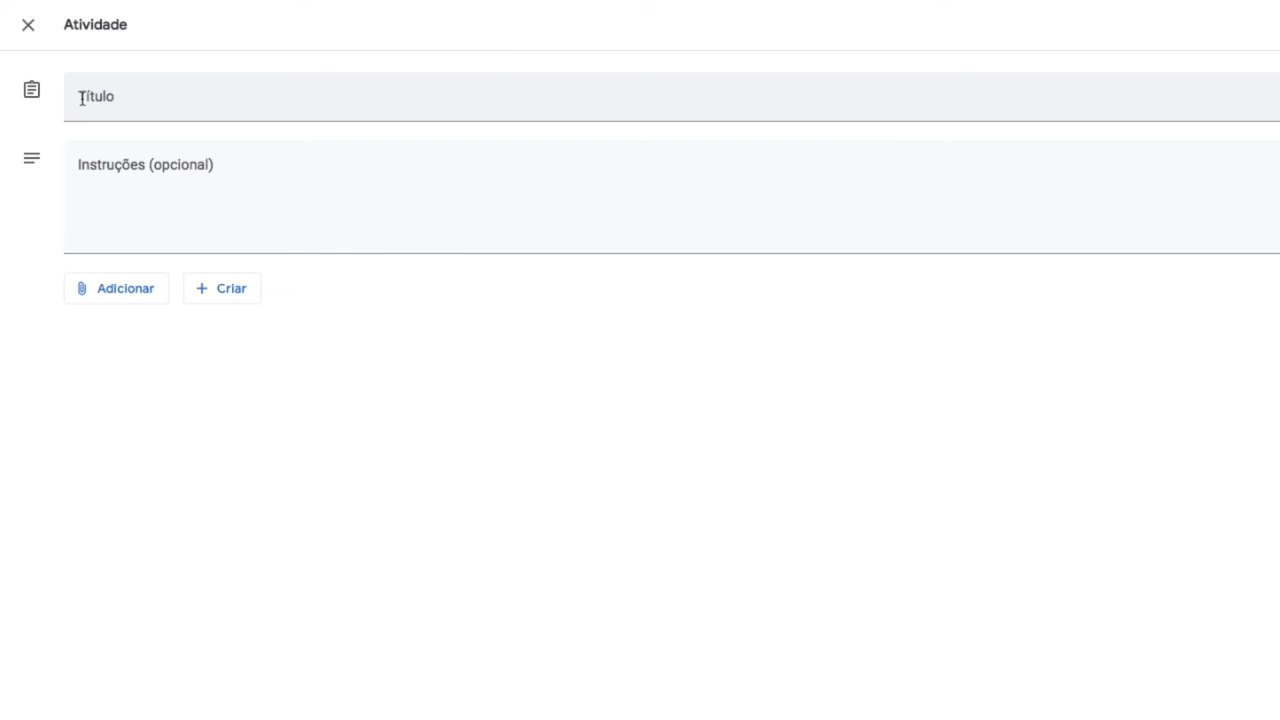 Atividade
Título
Instruções (opcional)
Adicionar
Criar